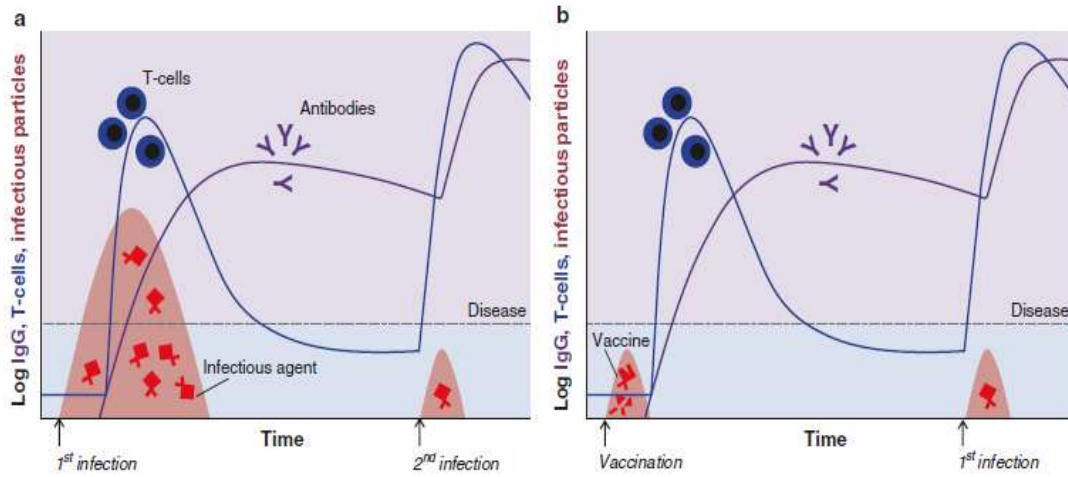 a
Log IgG, T-cells, infectious particles
T-cells
Antibodies
Disease
Infectious agent
Time
1st infection
2nd infection
b
Log IgG, T-cells, infectious particles
Disease
Vaccine
Time
Vaccination
1st infection